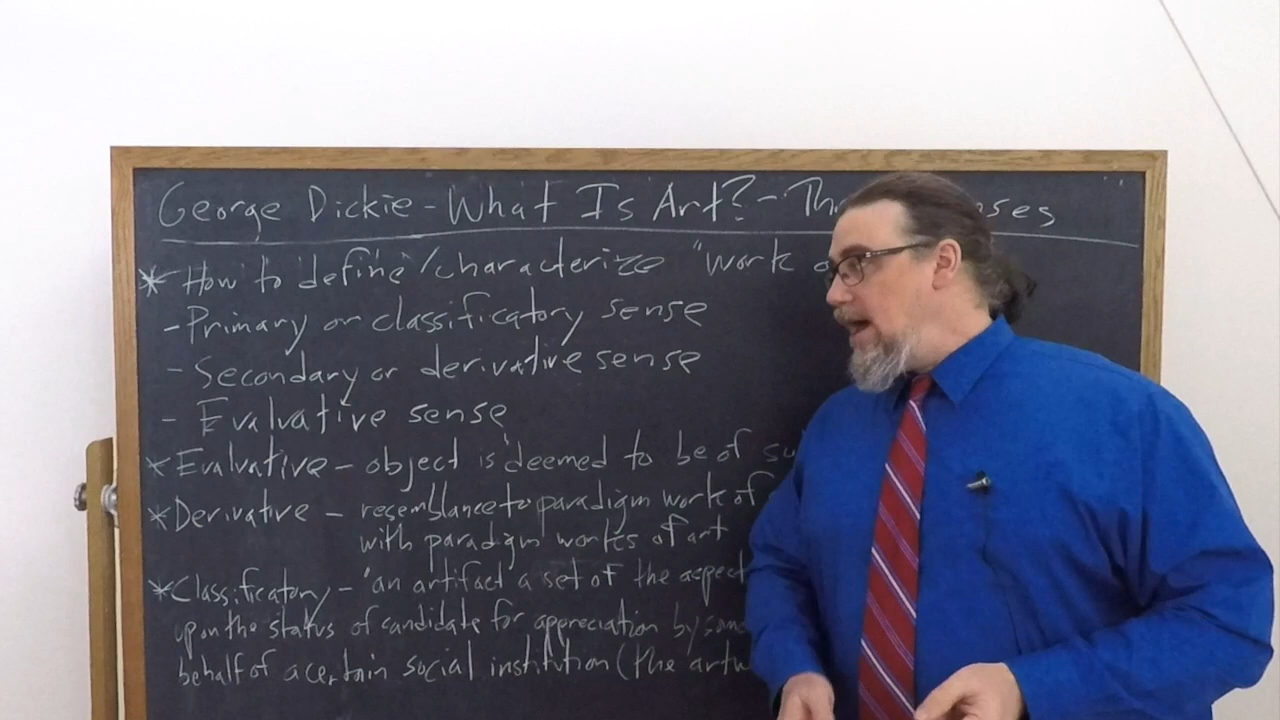 George Dickie - What Is Art? - Th nses
* How to define/characterize "work o
- Primary or classificatory sense
- Secondary or derivative sense
- Evaluative sense
* Evaluative - object is deemed to be of su
* Derivative - resemblance to paradigm work of
with paradigm works of art
* Classificatory - "an artifact a set of the aspect
upon the status of candidate for appreciation by some
behalf of a certain social institution (the artw